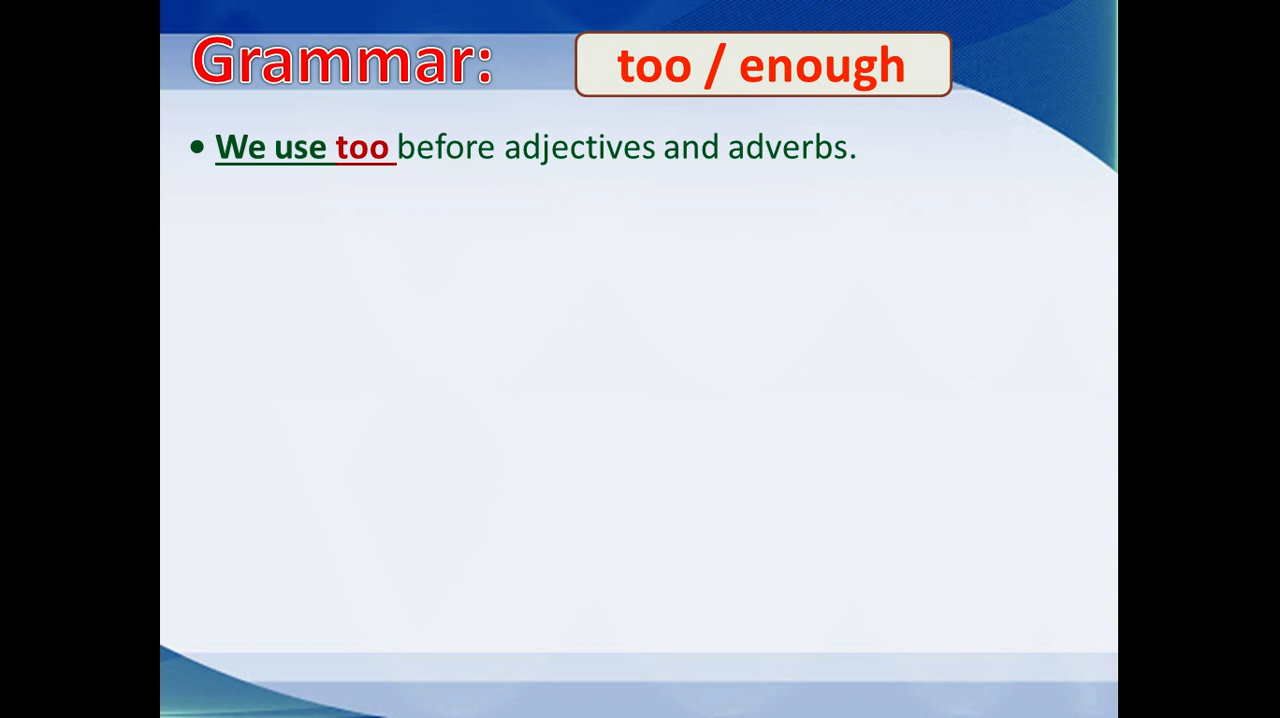 Grammar:
too / enough
• We use too before adjectives and adverbs.